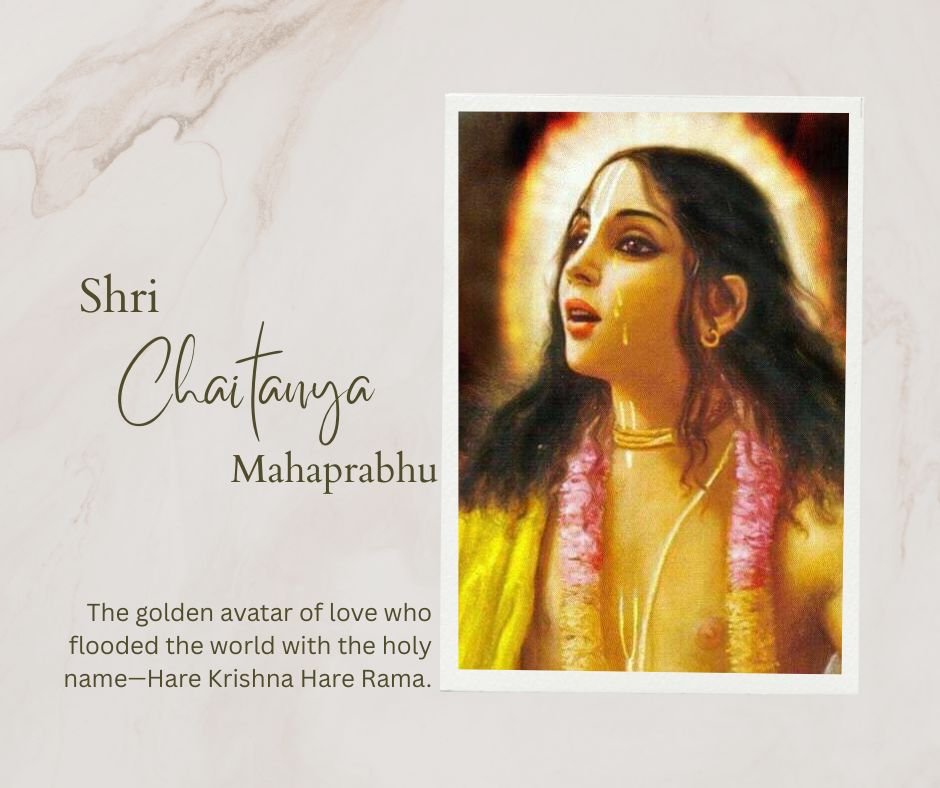 Shri
Chaitanya
Mahaprabhu
The golden avatar of love who
flooded the world with the holy
name—Hare Krishna Hare Rama.